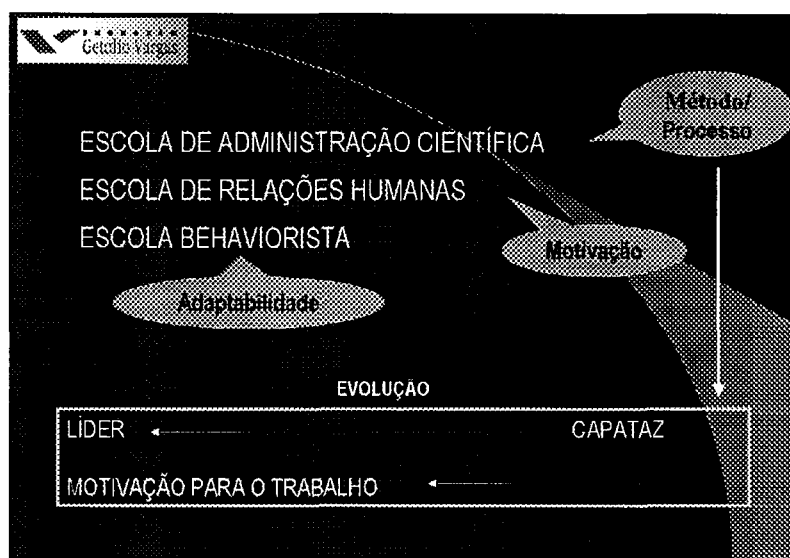 Getulio Vargas
Método/
Processo
ESCOLA DE ADMINISTRAÇÃO CIENTÍFICA
ESCOLA DE RELAÇÕES HUMANAS
ESCOLA BEHAVIORISTA
Motivação
Adaptabilidade
EVOLUÇÃO
LÍDER CAPATAZ
MOTIVAÇÃO PARA O TRABALHO